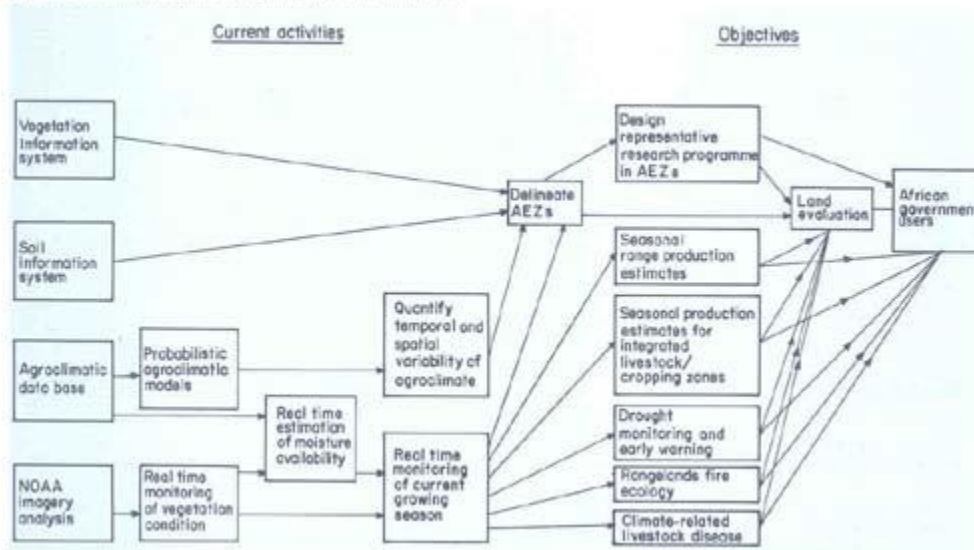 Current activities
Objectives
Vegetation
Information
system
Soil
information
system
Agroclimatic
data base
NOAA
imagery
analysis
Probabilistic
agroclimatic
models
Real time
monitoring
of vegetation
condition
Real time
estimation
of moisture
availability
Quantify
temporal and
spatial
variability of
agroclimate
Real time
monitoring
of current
growing
season
Delineate
AEZs
Design
representative
research programme
in AEZs
Seasonal
range production
estimates
Seasonal production
estimates for
integrated
livestock/
cropping zones
Drought
monitoring and
early warning
Rangelands fire
ecology
Climate-related
livestock disease
Land
evaluation
African
government
users